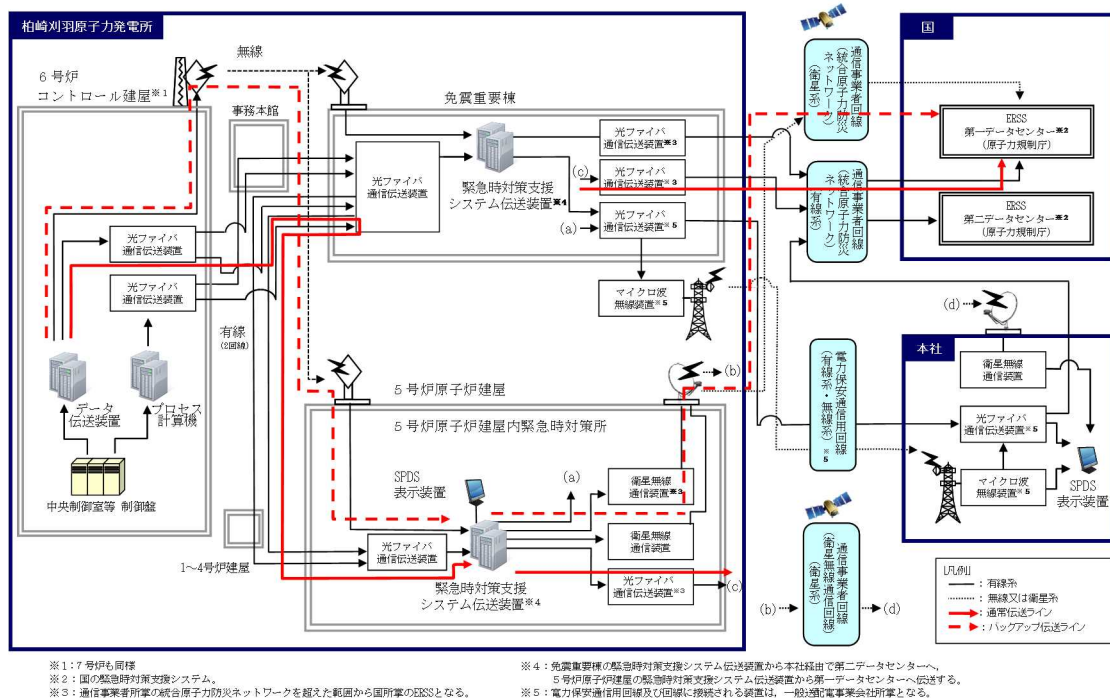 柏崎刈羽原子力発電所
6号炉
コントロール建屋※1
無線
事務本館
免震重要棟
光ファイバ
通信伝送装置
光ファイバ
通信伝送装置
光ファイバ
通信伝送装置
緊急時対策支援
システム伝送装置※4
光ファイバ
通信伝送装置※3
光ファイバ
通信伝送装置※3
光ファイバ
通信伝送装置※5
(c)
(a)
マイクロ波
無線装置※5
有線
(2回線)
データ
伝送装置
プロセス
計算機
中央制御室等 制御盤
1~4号炉建屋
5号炉原子炉建屋
5号炉原子炉建屋内緊急時対策所
(b)
SPDS
表示装置
(a)
衛星無線
通信装置※3
衛星無線
通信装置
光ファイバ
通信伝送装置
光ファイバ
通信伝送装置※3
(c)
緊急時対策支援
システム伝送装置※4
通信事業者回線
(統合原子力防災
ネットワーク)
(衛星系)
通信事業者回線
(統合原子力防災
ネットワーク)
有線系)
電力保安通信用回線
(有線系・無線系)
※5
通信事業者回線
(衛星無線通信回線)
(衛星系)
(b)
(d)
国
ERSS
第一データセンター※2
(原子力規制庁)
ERSS
第二データセンター※2
(原子力規制庁)
(d)
本社
衛星無線
通信装置
光ファイバ
通信伝送装置※5
マイクロ波
無線装置※5
SPDS
表示装置
[凡例]
:有線系
:無線又は衛星系
:通常伝送ライン
:バックアップ伝送ライン
※1:7号炉も同様
※2:国の緊急時対策支援システム。
※3:通信事業者所掌の統合原子力防災ネットワークを超えた範囲から国所掌のERSSとなる。
※4:免震重要棟の緊急時対策支援システム伝送装置から本社経由で第二データセンターへ、
5号炉原子炉建屋の緊急時対策支援システム伝送装置から第一データセンターへ伝送する。
※5:電力保安通信用回線及び回線に接続される装置は、一般送配電事業会社所掌となる。